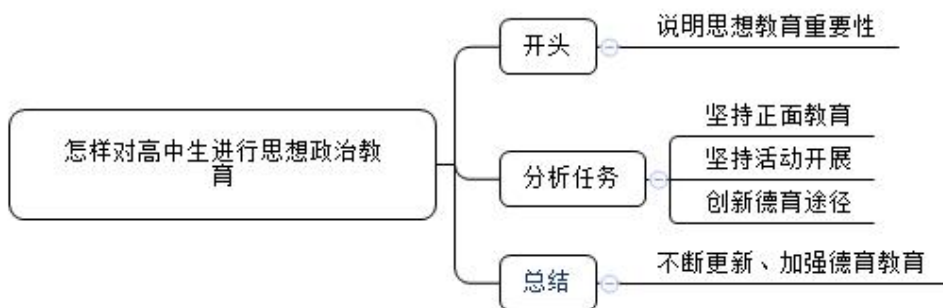 怎样对高中生进行思想政治教
育
开头
说明思想教育重要性
分析任务
坚持正面教育
坚持活动开展
创新德育途径
总结
不断更新、加强德育教育